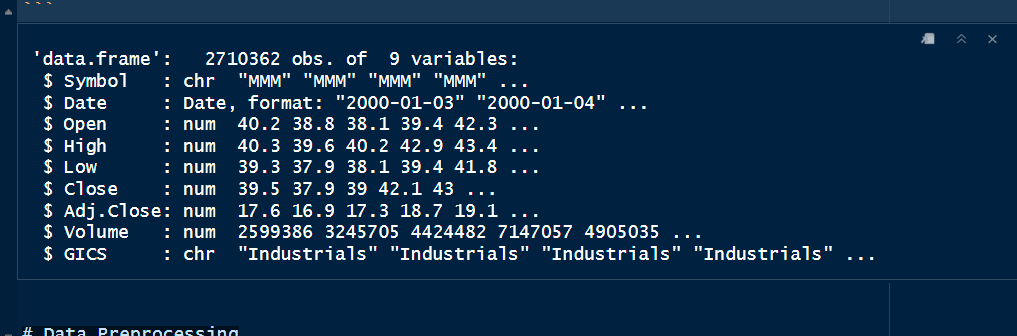 ```
'data.frame':   2710362 obs. of  9 variables:
 $ Symbol   : chr  "MMM" "MMM" "MMM" "MMM" ...
 $ Date     : Date, format: "2000-01-03" "2000-01-04" ...
 $ Open     : num  40.2 38.8 38.1 39.4 42.3 ...
 $ High     : num  40.3 39.6 40.2 42.9 43.4 ...
 $ Low      : num  39.3 37.9 38.1 39.4 41.8 ...
 $ Close    : num  39.5 37.9 39 42.1 43 ...
 $ Adj.Close: num  17.6 16.9 17.3 18.7 19.1 ...
 $ Volume   : num  2599386 3245705 4424482 7147057 4905035 ...
 $ GICS     : chr  "Industrials" "Industrials" "Industrials" "Industrials" ...
# Data Preprocessing